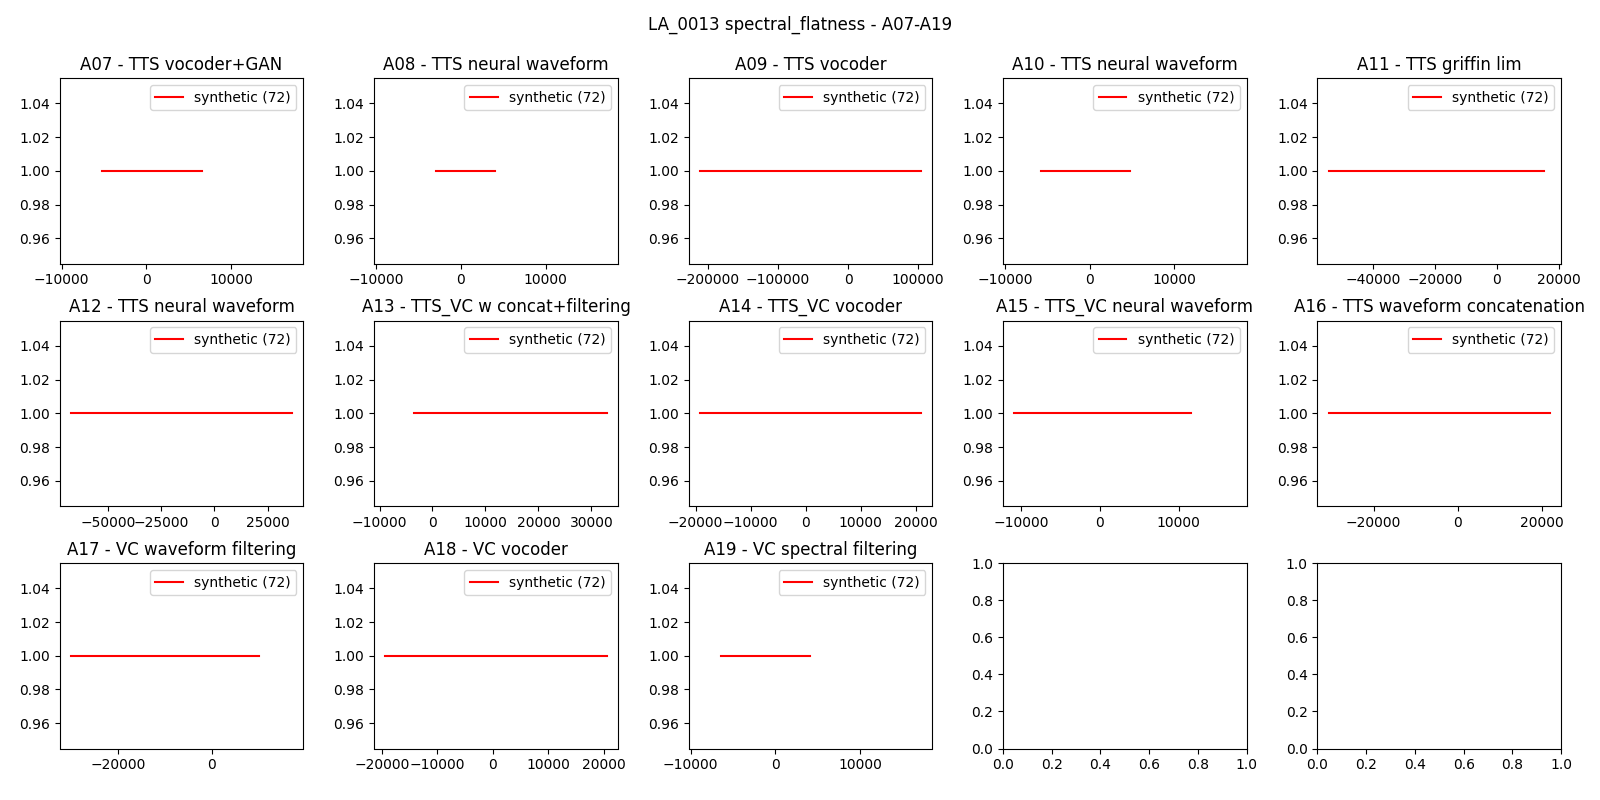 LA_0013 spectral_flatness - A07-A19
A07 - TTS vocoder+GAN
A08 - TTS neural waveform
A09 - TTS vocoder
A10 - TTS neural waveform
A11 - TTS griffin lim
synthetic (72)
synthetic (72)
synthetic (72)
synthetic (72)
synthetic (72)
1.04 1.02 1.00 0.98 0.96
1.04 1.02 1.00 0.98 0.96
1.04 1.02 1.00 0.98 0.96
1.04 1.02 1.00 0.98 0.96
1.04 1.02 1.00 0.98 0.96
−10000 0 10000
−10000 0 10000
−200000 −100000 0 100000
−10000 0 10000
−40000 −20000 0 20000
A12 - TTS neural waveform
A13 - TTS_VC w concat+filtering
A14 - TTS_VC vocoder
A15 - TTS_VC neural waveform
A16 - TTS waveform concatenation
synthetic (72)
synthetic (72)
synthetic (72)
synthetic (72)
synthetic (72)
1.04 1.02 1.00 0.98 0.96
1.04 1.02 1.00 0.98 0.96
1.04 1.02 1.00 0.98 0.96
1.04 1.02 1.00 0.98 0.96
1.04 1.02 1.00 0.98 0.96
−50000 −25000 0 25000
−10000 0 10000 20000 30000
−20000 −10000 0 10000 20000
−10000 0 10000
−20000 0 20000
A17 - VC waveform filtering
A18 - VC vocoder
A19 - VC spectral filtering
synthetic (72)
synthetic (72)
synthetic (72)
1.04 1.02 1.00 0.98 0.96
1.04 1.02 1.00 0.98 0.96
1.04 1.02 1.00 0.98 0.96
1.0 0.8 0.6 0.4 0.2 0.0
1.0 0.8 0.6 0.4 0.2 0.0
−20000 0
−20000 −10000 0 10000 20000
−10000 0 10000
0.0 0.2 0.4 0.6 0.8 1.0
0.0 0.2 0.4 0.6 0.8 1.0